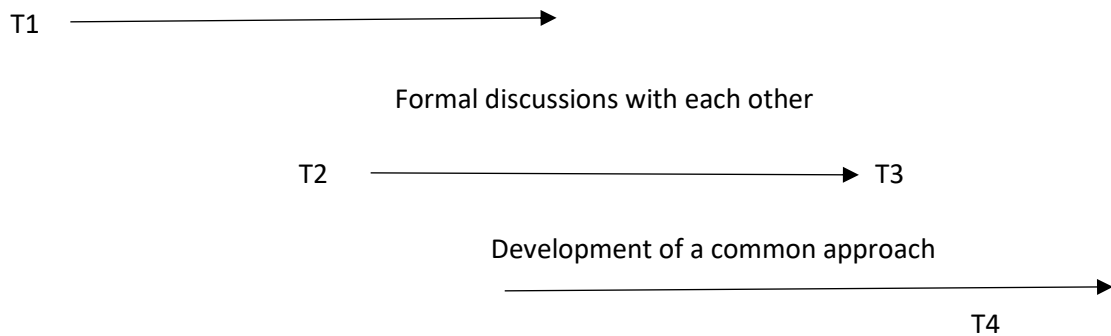 T1
Formal discussions with each other
T2 T3
Development of a common approach
T4